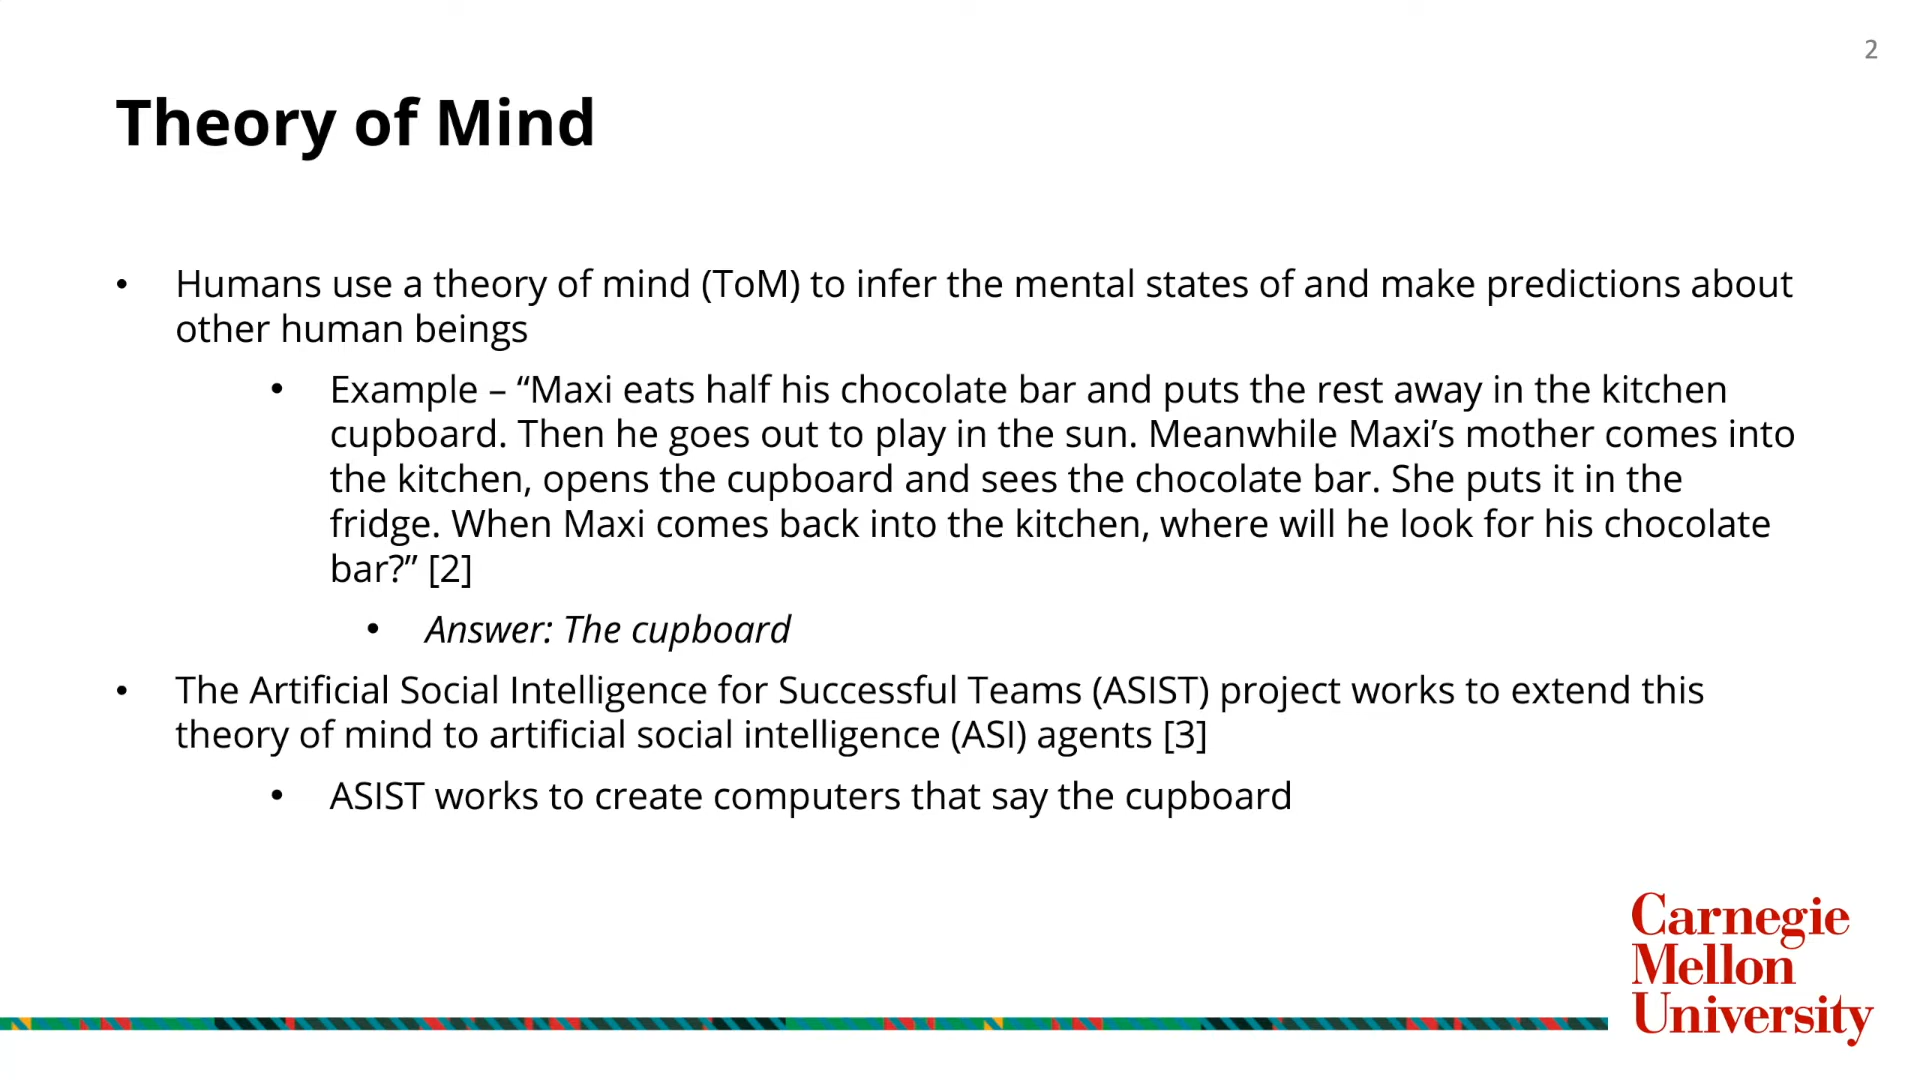 2
Theory of Mind
• Humans use a theory of mind (ToM) to infer the mental states of and make predictions about
other human beings
• Example – “Maxi eats half his chocolate bar and puts the rest away in the kitchen
cupboard. Then he goes out to play in the sun. Meanwhile Maxi’s mother comes into
the kitchen, opens the cupboard and sees the chocolate bar. She puts it in the
fridge. When Maxi comes back into the kitchen, where will he look for his chocolate
bar?” [2]
• Answer: The cupboard
• The Artificial Social Intelligence for Successful Teams (ASIST) project works to extend this
theory of mind to artificial social intelligence (ASI) agents [3]
• ASIST works to create computers that say the cupboard
Carnegie
Mellon
University